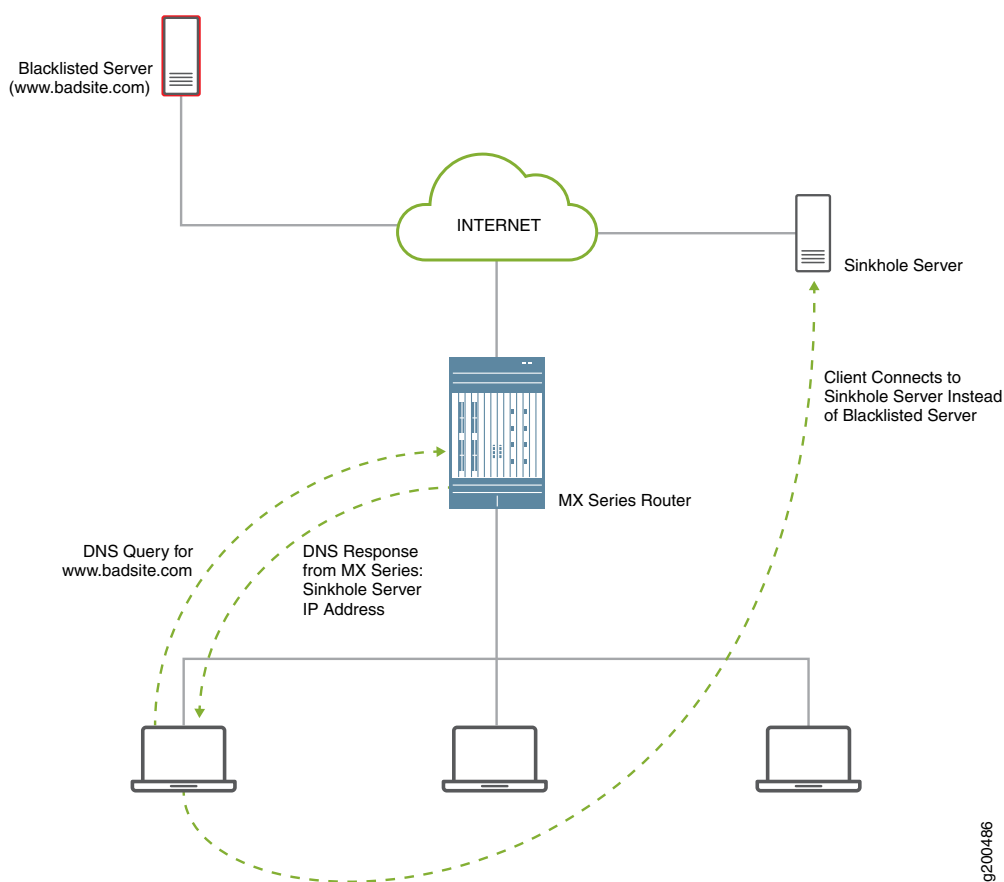 Blacklisted Server
(www.badsite.com)
INTERNET
Sinkhole Server
Client Connects to
Sinkhole Server Instead
of Blacklisted Server
MX Series Router
DNS Query for
www.badsite.com
DNS Response
from MX Series:
Sinkhole Server
IP Address
g200486